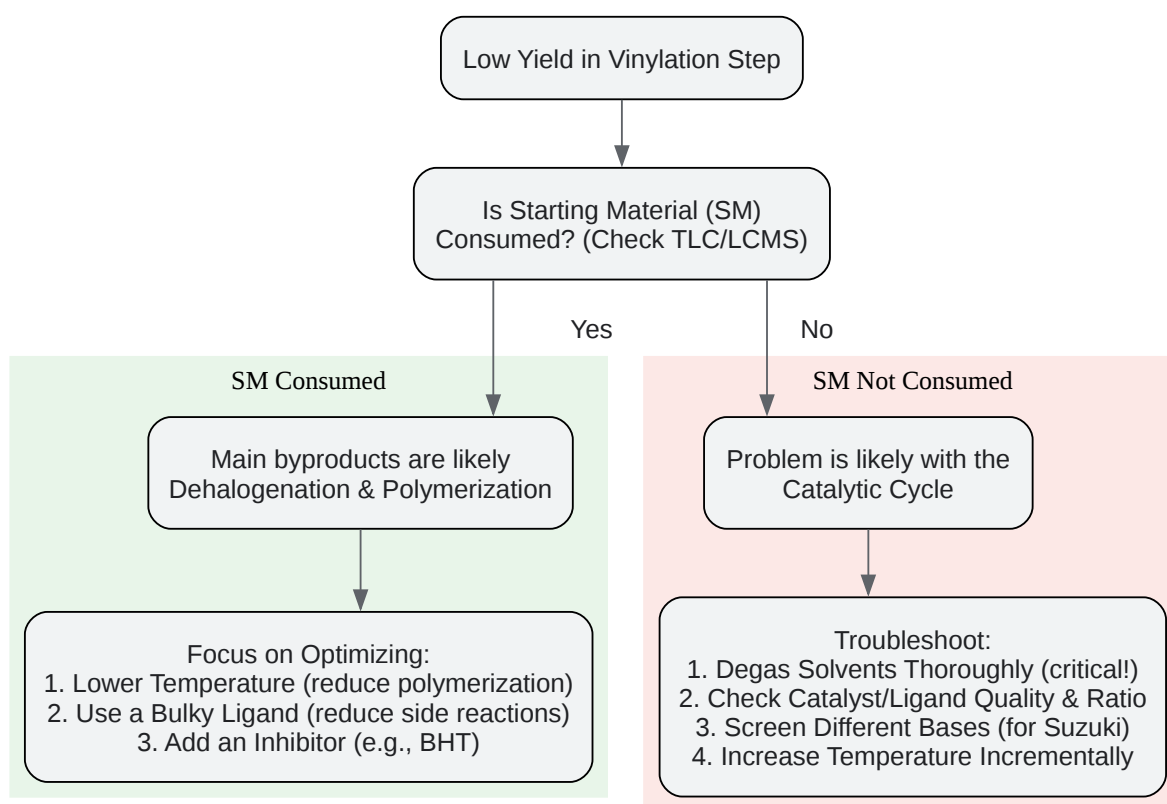 Low Yield in Vinylation Step
Is Starting Material (SM)
Consumed? (Check TLC/LCMS)
Yes
No
SM Consumed
Main byproducts are likely
Dehalogenation & Polymerization
Focus on Optimizing:
1. Lower Temperature (reduce polymerization)
2. Use a Bulky Ligand (reduce side reactions)
3. Add an Inhibitor (e.g., BHT)
SM Not Consumed
Problem is likely with the
Catalytic Cycle
Troubleshoot:
1. Degas Solvents Thoroughly (critical!)
2. Check Catalyst/Ligand Quality & Ratio
3. Screen Different Bases (for Suzuki)
4. Increase Temperature Incrementally